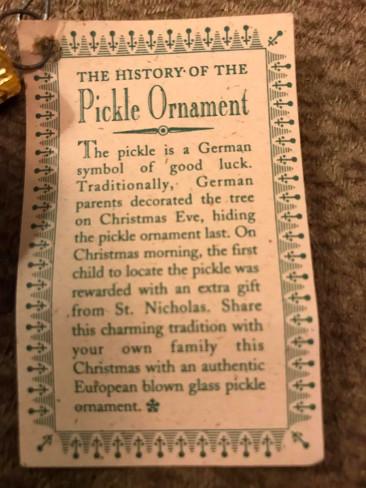 THE HISTORY OF THE
Pickle Ornament
The pickle is a German
symbol of good luck.
Traditionally, German
parents decorated the tree
on Christmas Eve, hiding
the pickle ornament last. On
Christmas morning, the first
child to locate the pickle was
rewarded with an extra gift
from St. Nicholas. Share
this charming tradition with
your own family this
Christmas with an authentic
European blown glass pickle
ornament.